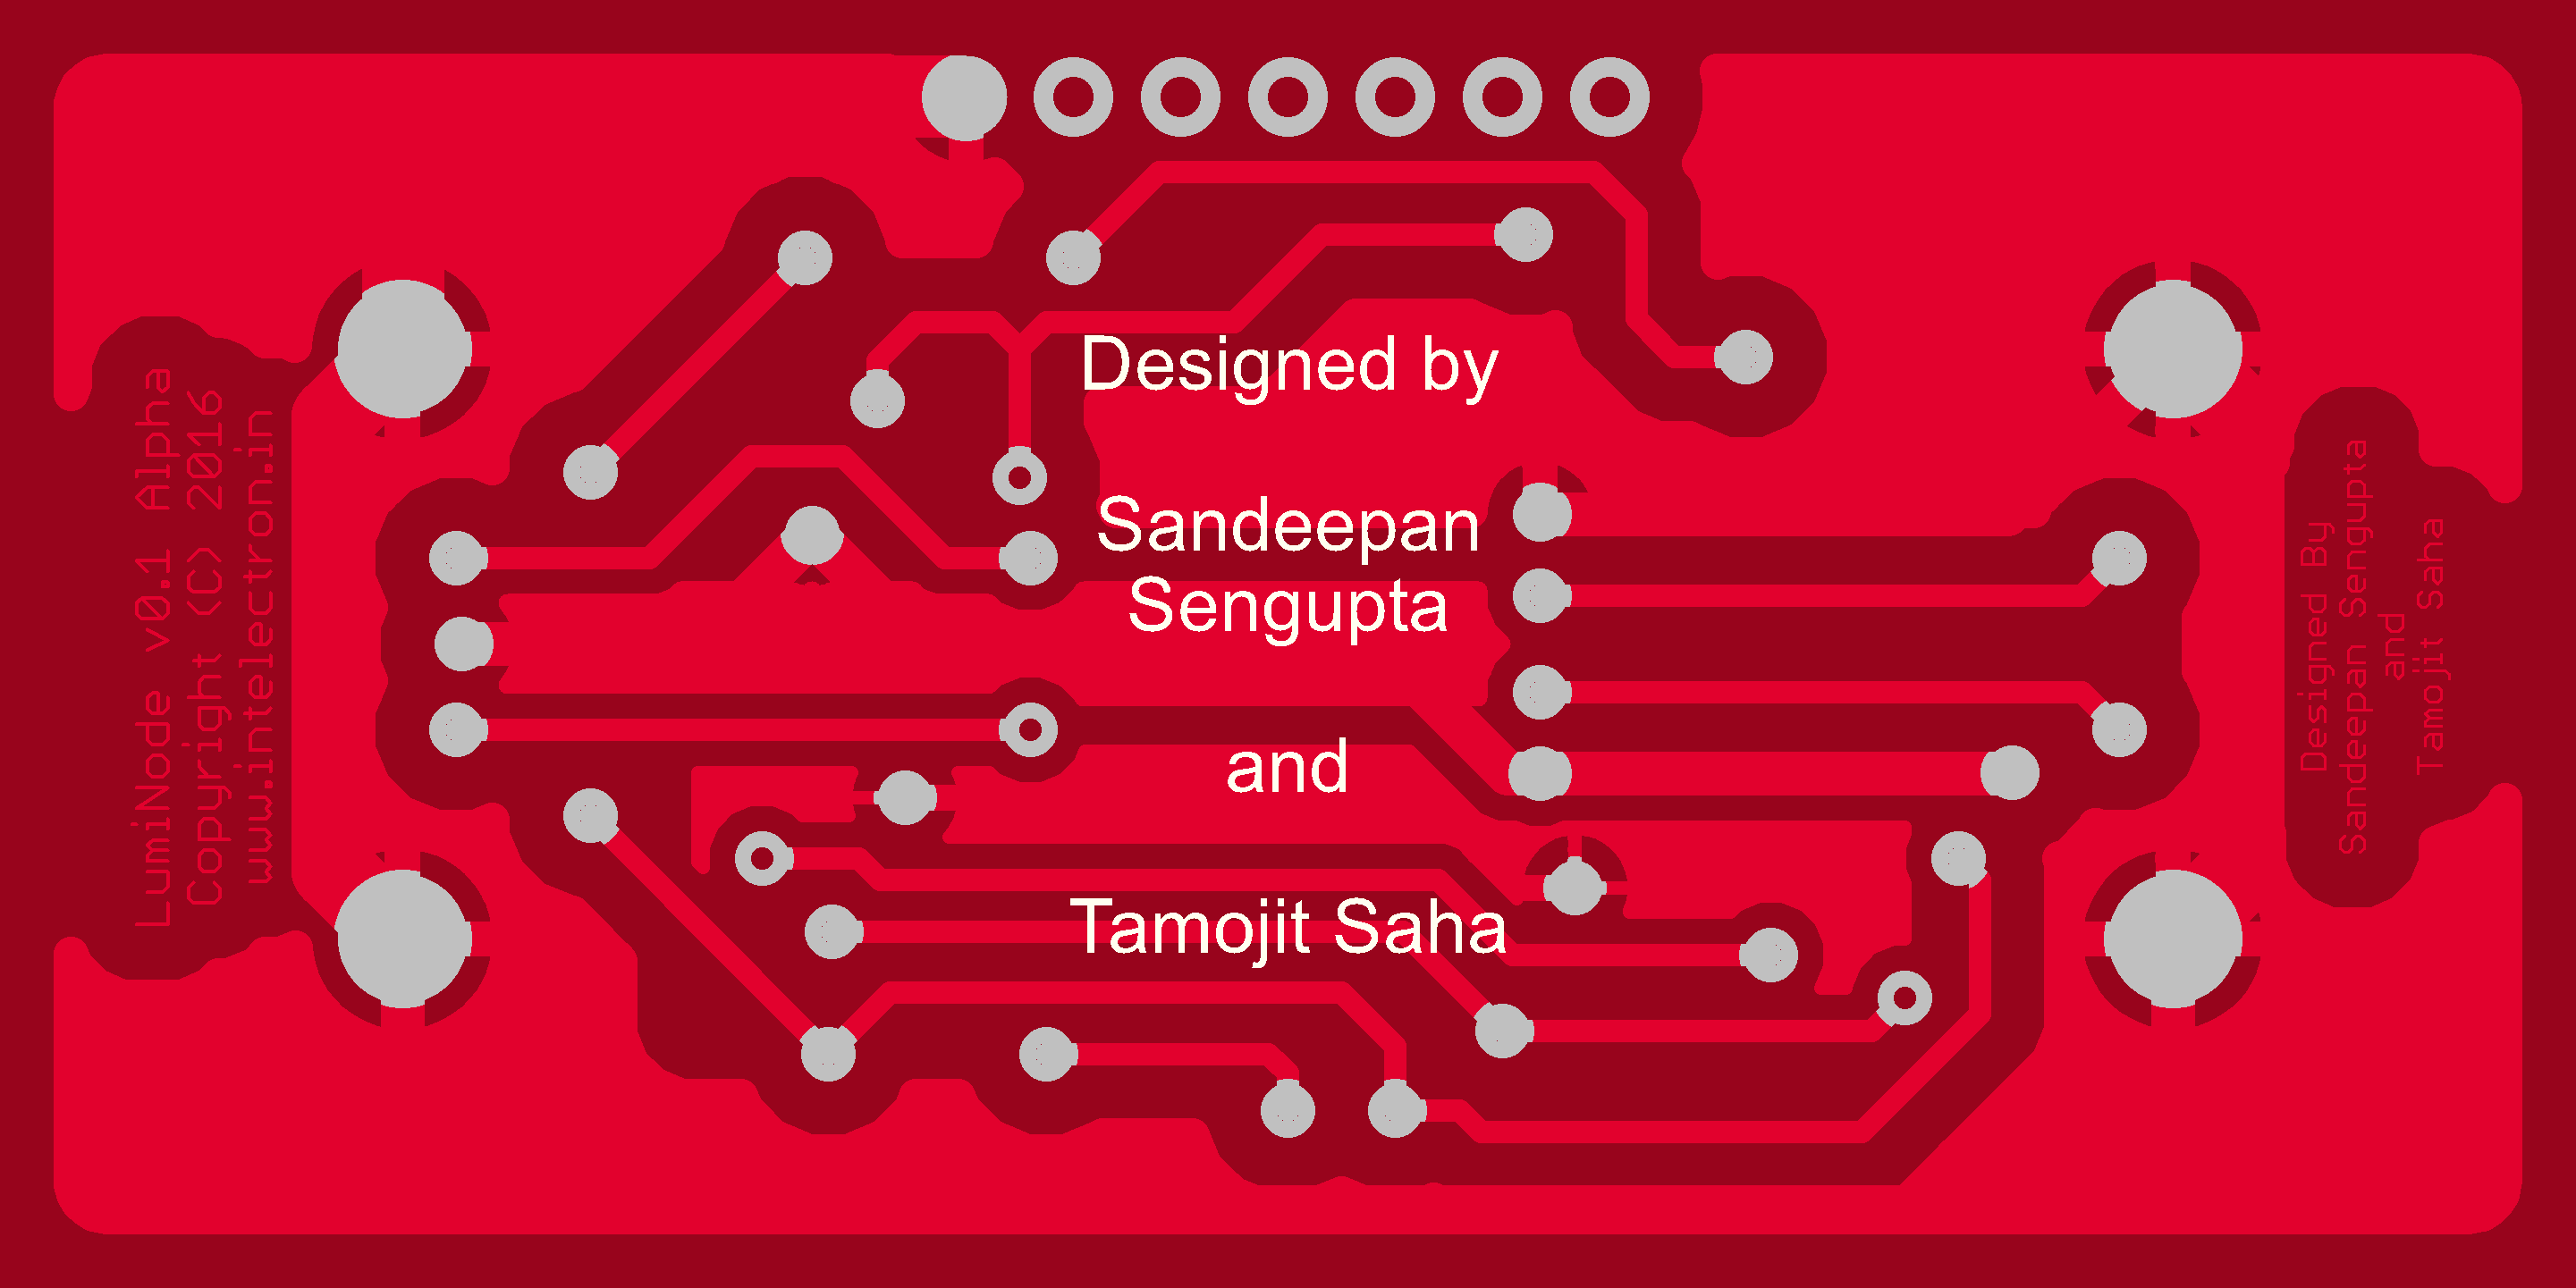 LumiNode v0.1 Alpha
Copyright (C) 2016
www.intelectron.in
Designed by
Sandeepan
Sengupta
and
Tamojit Saha
Designed By
Sandeepan Sengupta
and
Tamojit Saha